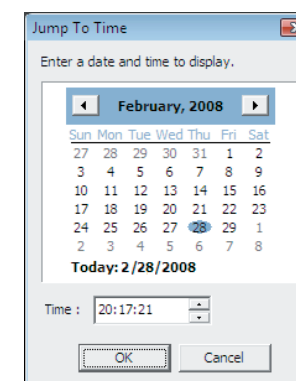 Jump To Time
Enter a date and time to display.
February, 2008
Sun Mon Tue Wed Thu Fri Sat
27 28 29 30 31 1 2
3 4 5 6 7 8 9
10 11 12 13 14 15 16
17 18 19 20 21 22 23
24 25 26 27 28 29 1
2 3 4 5 6 7 8
Today: 2/28/2008
Time : 20:17:21
OK Cancel